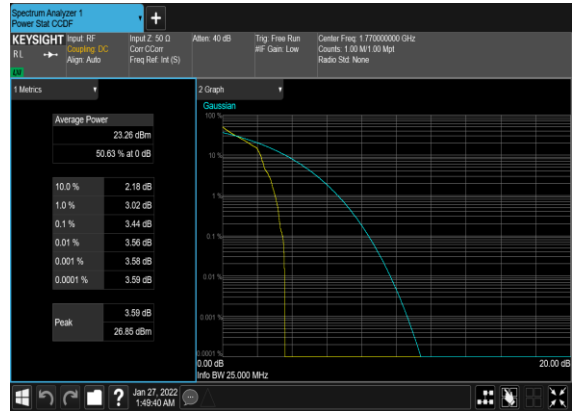 Spectrum Analyzer 1
Power Stat CCDF
+
KEYSIGHT
RL
Input: RF
Coupling: DC
Align: Auto
Input Z: 50 Ω
Corr CCorr
Freq Ref: Int (S)
Atten: 40 dB
Trig: Free Run
#IF Gain: Low
Center Freq: 1.770000000 GHz
Counts: 1.00 M/1.00 Mpt
Radio Std: None
1 Metrics
Average Power
23.26 dBm
50.63 % at 0 dB
10.0 % 2.18 dB
1.0 % 3.02 dB
0.1 % 3.44 dB
0.01 % 3.56 dB
0.001 % 3.58 dB
0.0001 % 3.59 dB
Peak
3.59 dB
26.85 dBm
2 Graph
Gaussian
100 %
10 %
1 %
0.1 %
0.01 %
0.001 %
0.0001 %
0.00 dB 20.00 dB
Info BW 25.000 MHz
?
Jan 27, 2022
1:49:40 AM